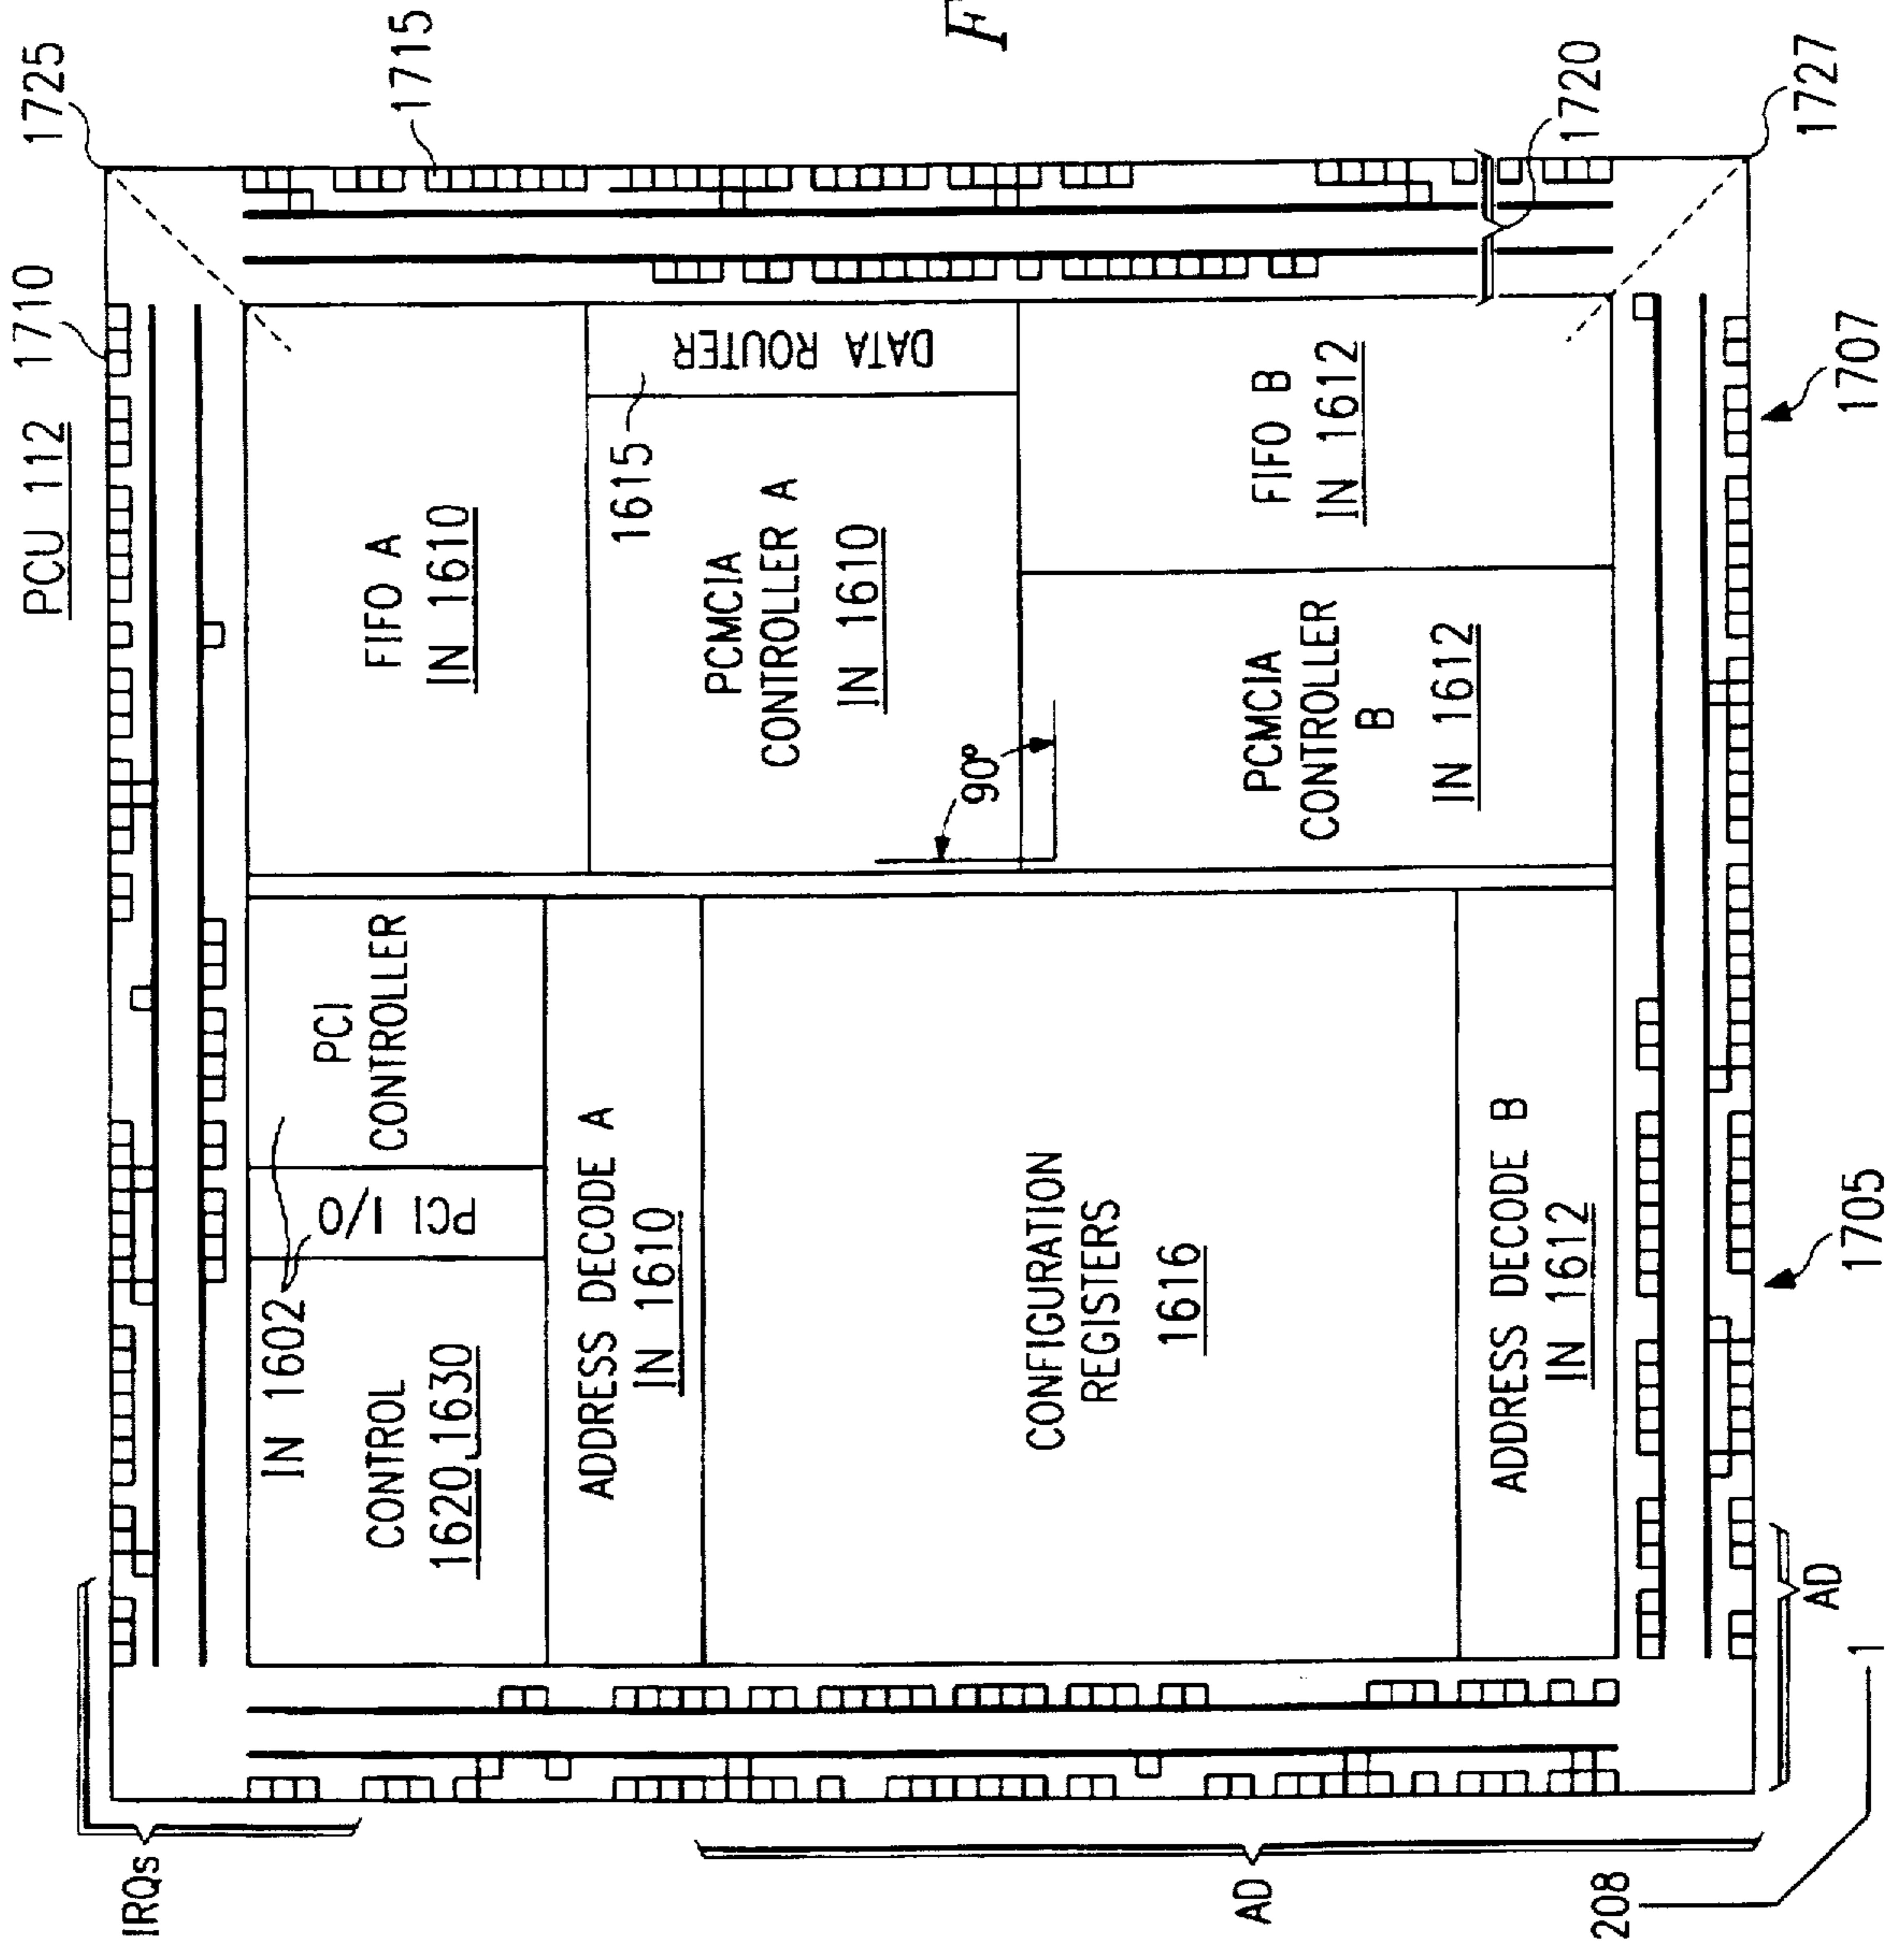 PCU 112
1710
1725
1715
F
IRQs
IN 1602
CONTROL
1620, 1630
PCI I/O
PCI
CONTROLLER
FIFO A
IN 1610
ADDRESS DECODE A
IN 1610
1615
PCMCIA
CONTROLLER A
IN 1610
DATA ROUTER
90°
CONFIGURATION
REGISTERS
1616
PCMCIA
CONTROLLER
B
IN 1612
FIFO B
IN 1612
ADDRESS DECODE B
IN 1612
1720
AD
AD
208
1
1705
1707
1727